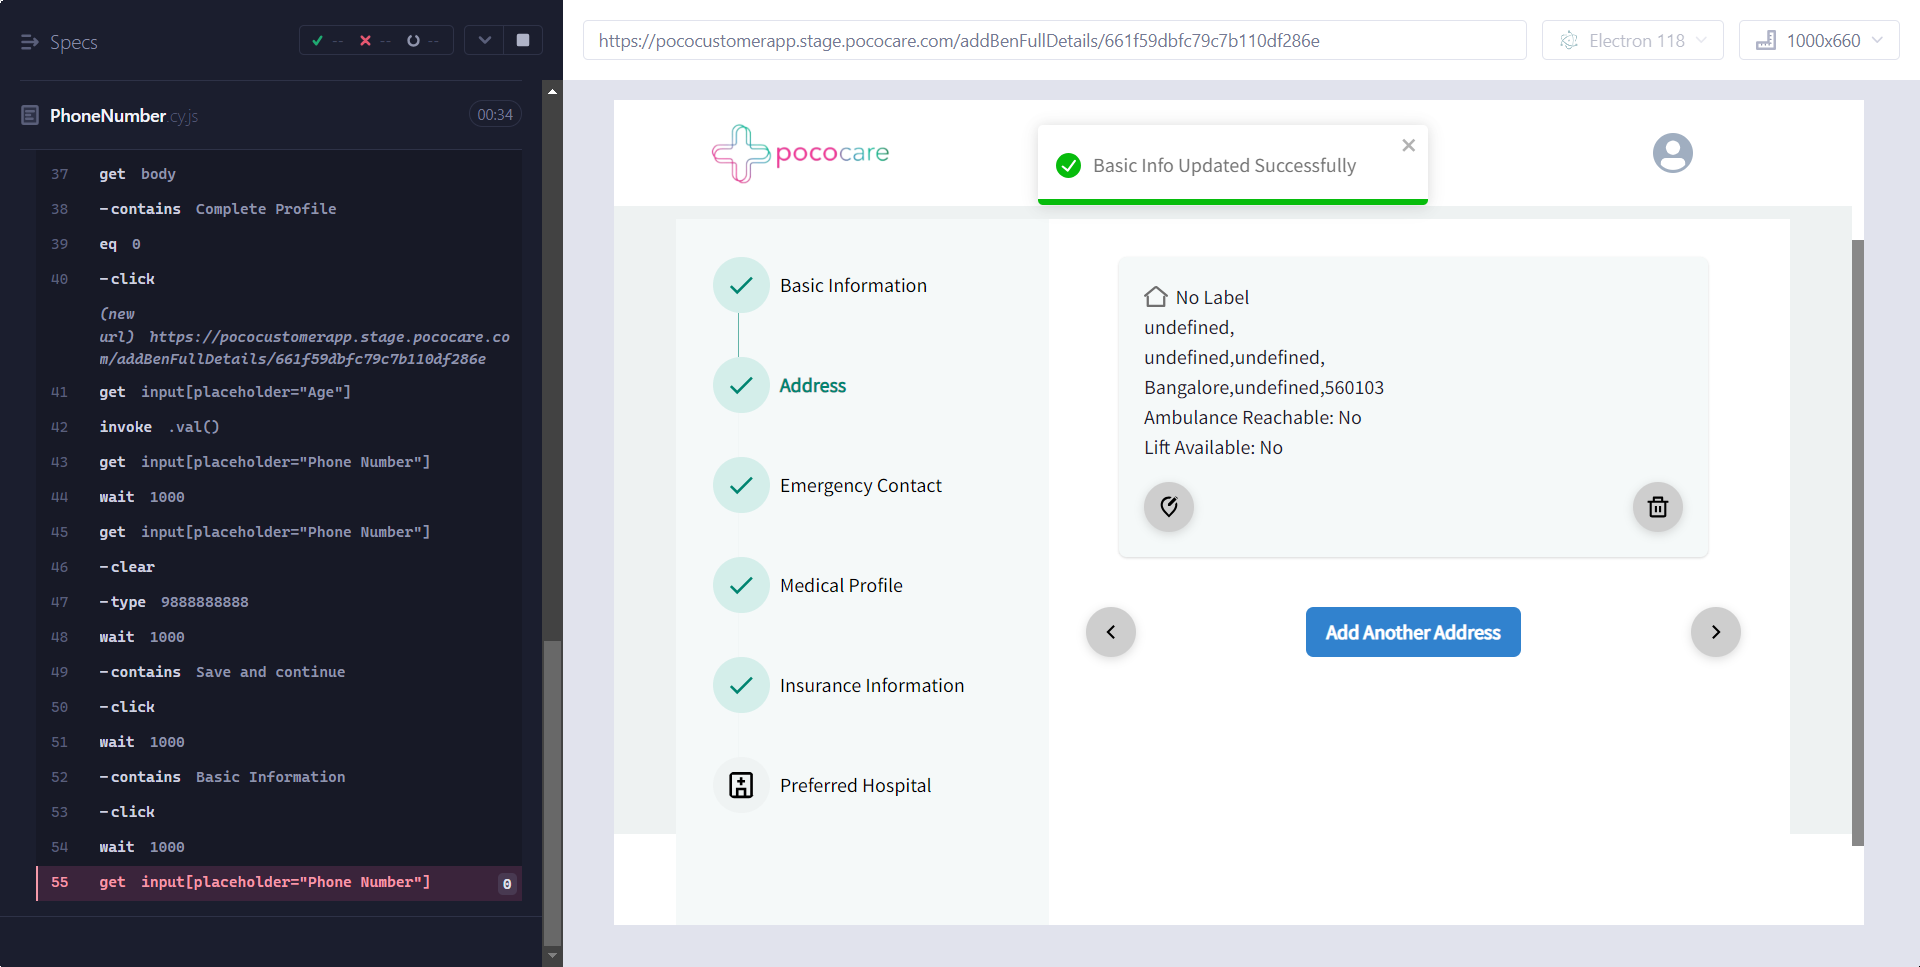 Specs
--
--
--
PhoneNumber.cy.js
00:34
37 get body
38 -contains Complete Profile
39 eq 0
40 -click
(new
url) https://pococustomerapp.stage.pococare.co
m/addBenFullDetails/661f59dbfc79c7b110df286e
41 get input[placeholder="Age"]
42 invoke .val()
43 get input[placeholder="Phone Number"]
44 wait 1000
45 get input[placeholder="Phone Number"]
46 -clear
47 -type 9888888888
48 wait 1000
49 -contains Save and continue
50 -click
51 wait 1000
52 -contains Basic Information
53 -click
54 wait 1000
55 get input[placeholder="Phone Number"] 0
https://pococustomerapp.stage.pococare.com/addBenFullDetails/661f59dbfc79c7b110df286e
Electron 118
1000x660
pococare
Basic Info Updated Successfully
Basic Information
Address
Emergency Contact
Medical Profile
Insurance Information
Preferred Hospital
No Label
undefined,
undefined,undefined,
Bangalore,undefined,560103
Ambulance Reachable: No
Lift Available: No
Add Another Address